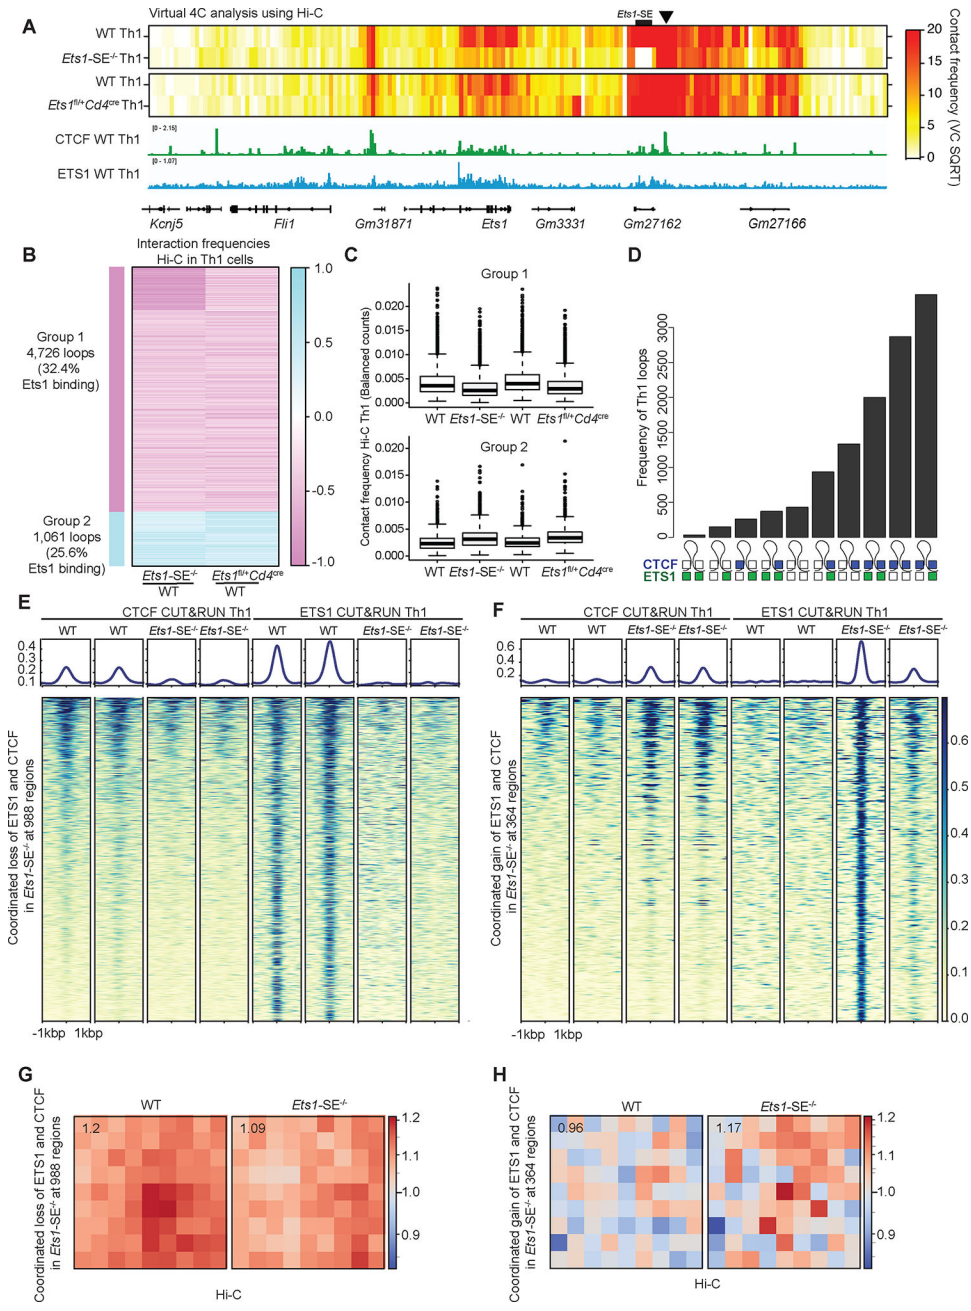 A
Virtual 4C analysis using Hi-C
Ets1-SE
WT Th1
Ets1-SE-/- Th1
WT Th1
Ets1fl/+Cd4cre Th1
CTCF WT Th1
[0 - 2.15]
ETS1 WT Th1
[0 - 1.07]
Kcnj5
Fli1
Gm31871
Ets1
Gm3331
Gm27162
Gm27166
20
15
10
5
0
Contact frequency (VC SQRT)
B
Interaction frequencies
Hi-C in Th1 cells
Group 1
4,726 loops
(32.4%
Ets1 binding)
Group 2
1,061 loops
(25.6%
Ets1 binding)
1.0
0.5
0.0
-0.5
-1.0
Ets1-SE-/-
WT
Ets1fl/+Cd4cre
WT
C
Contact frequency Hi-C Th1 (Balanced counts)
Group 1
0.020
0.015
0.010
0.005
0.000
WT Ets1-SE-/- WT Ets1fl/+Cd4cre
Group 2
0.020
0.015
0.010
0.005
0.000
WT Ets1-SE-/- WT Ets1fl/+Cd4cre
D
Frequency of Th1 loops
0 500 1000 1500 2000 2500 3000
CTCF
ETS1
E
CTCF CUT&RUN Th1
ETS1 CUT&RUN Th1
WT WT Ets1-SE-/- Ets1-SE-/- WT WT Ets1-SE-/- Ets1-SE-/-
0.4
0.3
0.2
0.1
Coordinated loss of ETS1 and CTCF
in Ets1-SE-/- at 988 regions
-1kbp 1kbp
F
CTCF CUT&RUN Th1
ETS1 CUT&RUN Th1
WT WT Ets1-SE-/- Ets1-SE-/- WT WT Ets1-SE-/- Ets1-SE-/-
0.6
0.4
0.2
Coordinated gain of ETS1 and CTCF
in Ets1-SE-/- at 364 regions
-1kbp 1kbp
0.6
0.5
0.4
0.3
0.2
0.1
0.0
G
Coordinated loss of ETS1 and CTCF
in Ets1-SE-/- at 988 regions
WT
Ets1-SE-/-
1.2
1.09
1.2
1.1
1.0
0.9
Hi-C
H
Coordinated gain of ETS1 and CTCF
in Ets1-SE-/- at 364 regions
WT
Ets1-SE-/-
0.96
1.17
1.2
1.1
1.0
0.9
Hi-C